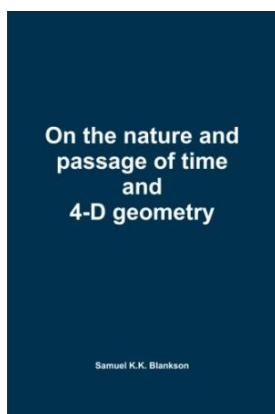 On the nature and
passage of time
and
4-D geometry
Samuel K.K. Blankson